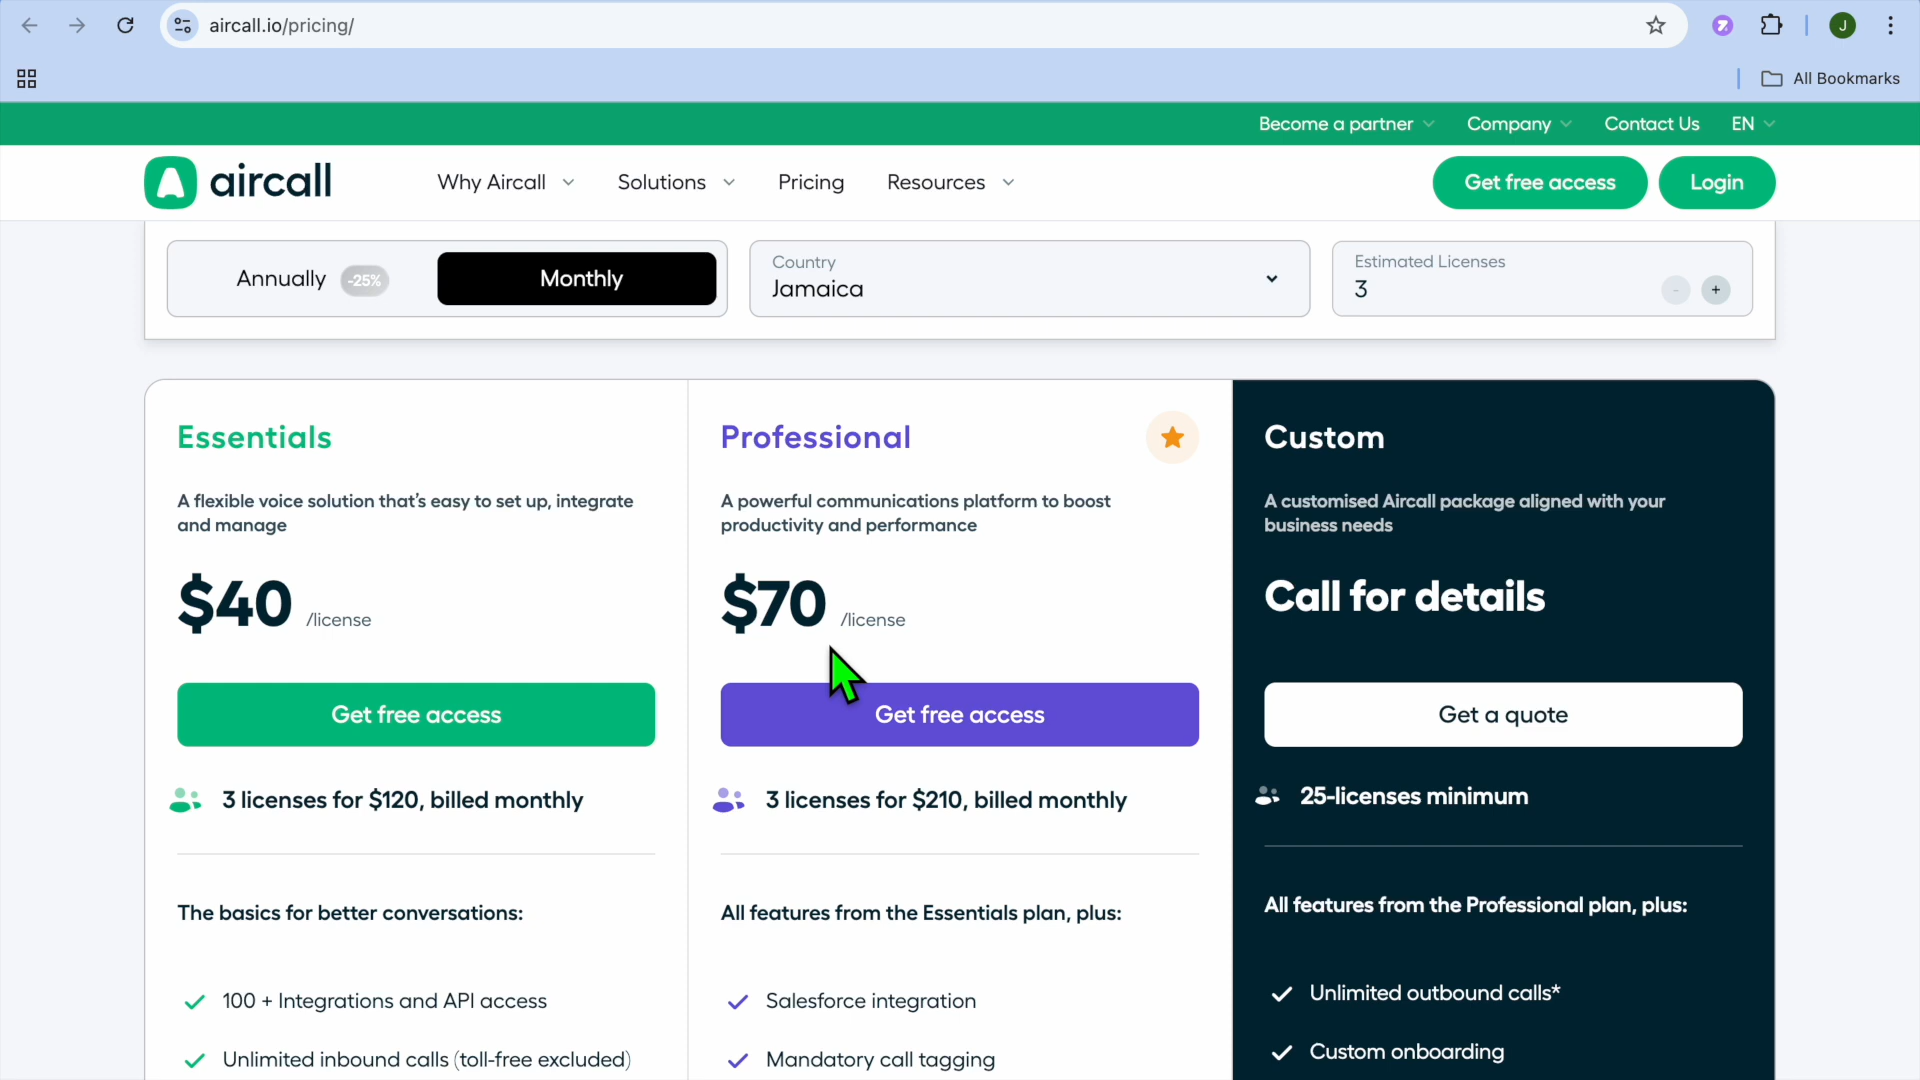 aircall.io/pricing/
J
All Bookmarks
Become a partner
Company
Contact Us
EN
aircall
Why Aircall
Solutions
Pricing
Resources
Get free access
Login
Annually -25%
Monthly
Country
Jamaica
Estimated Licenses
3
-
+
Essentials
A flexible voice solution that's easy to set up, integrate
and manage
$40 /license
Get free access
3 licenses for $120, billed monthly
The basics for better conversations:
100 + Integrations and API access
Unlimited inbound calls (toll-free excluded)
Professional
A powerful communications platform to boost
productivity and performance
$70 /license
Get free access
3 licenses for $210, billed monthly
All features from the Essentials plan, plus:
Salesforce integration
Mandatory call tagging
Custom
A customised Aircall package aligned with your
business needs
Call for details
Get a quote
25-licenses minimum
All features from the Professional plan, plus:
Unlimited outbound calls*
Custom onboarding